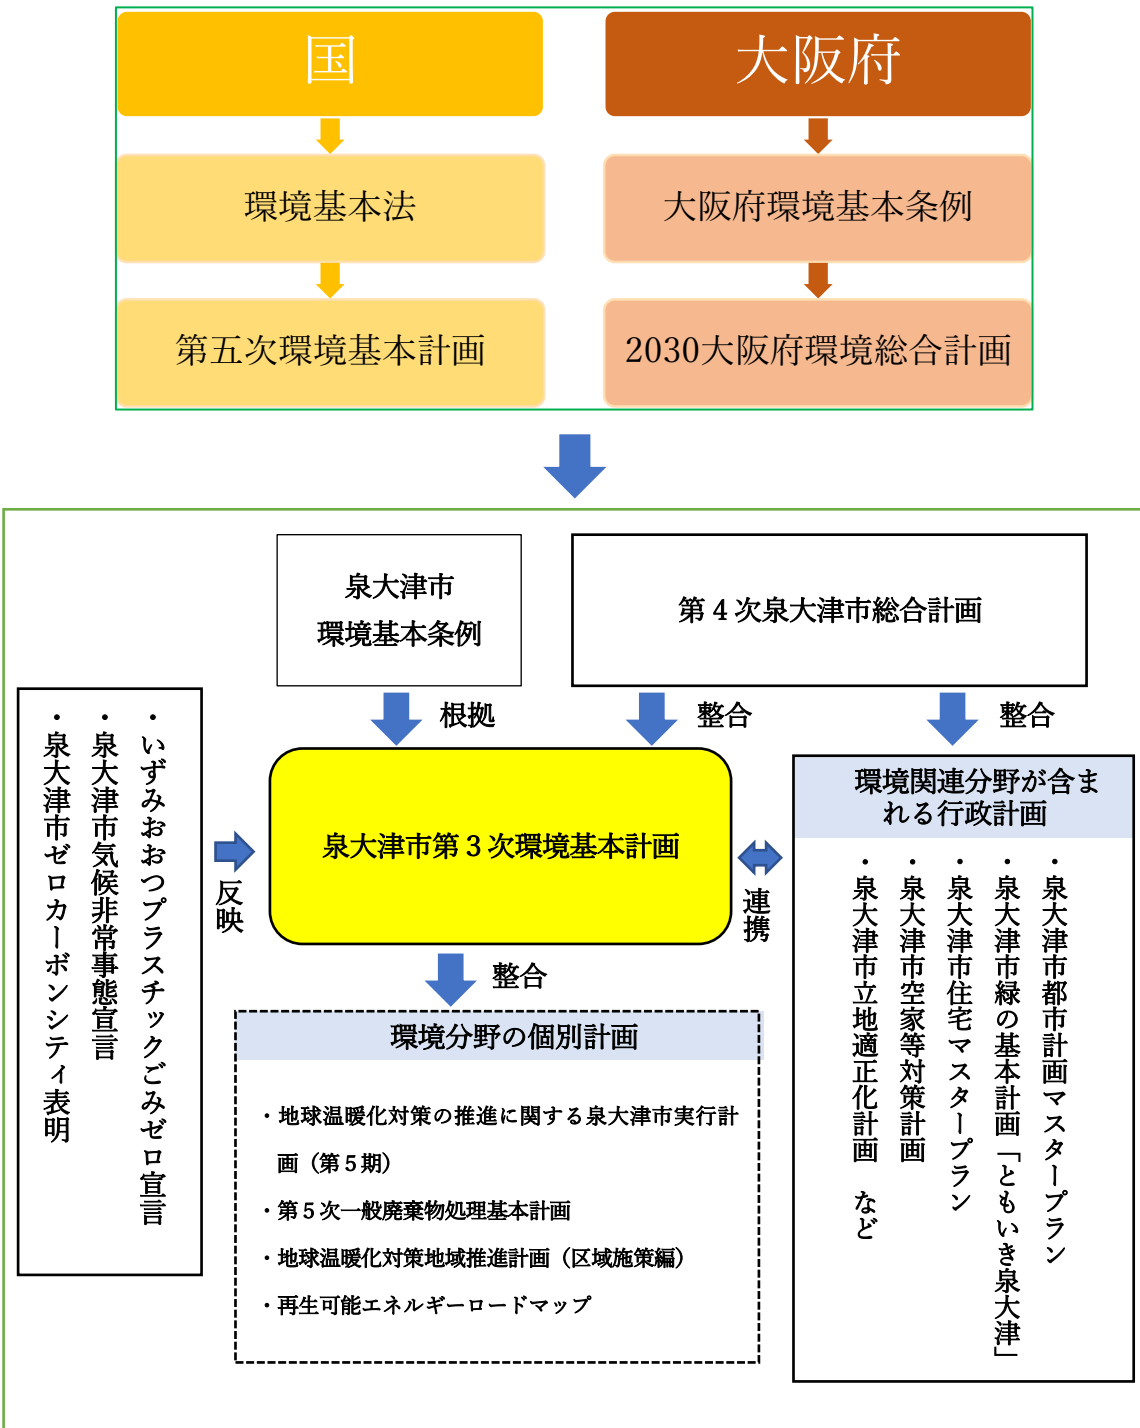 国
大阪府
環境基本法
大阪府環境基本条例
第五次環境基本計画
2030大阪府環境総合計画
泉大津市
環境基本条例
第4次泉大津市総合計画
根拠
整合
整合
・いずみおおつプラスチックごみゼロ宣言
・泉大津市気候非常事態宣言
・泉大津市ゼロカーボンシティ表明
反映
泉大津市第3次環境基本計画
連携
環境関連分野が含ま
れる行政計画
・泉大津市都市計画マスタープラン
・泉大津市緑の基本計画「ともいき泉大津」
・泉大津市住宅マスタープラン
・泉大津市空家等対策計画
・泉大津市立地適正化計画　など
整合
環境分野の個別計画
・地球温暖化対策の推進に関する泉大津市実行計
画（第5期）
・第5次一般廃棄物処理基本計画
・地球温暖化対策地域推進計画（区域施策編）
・再生可能エネルギーロードマップ